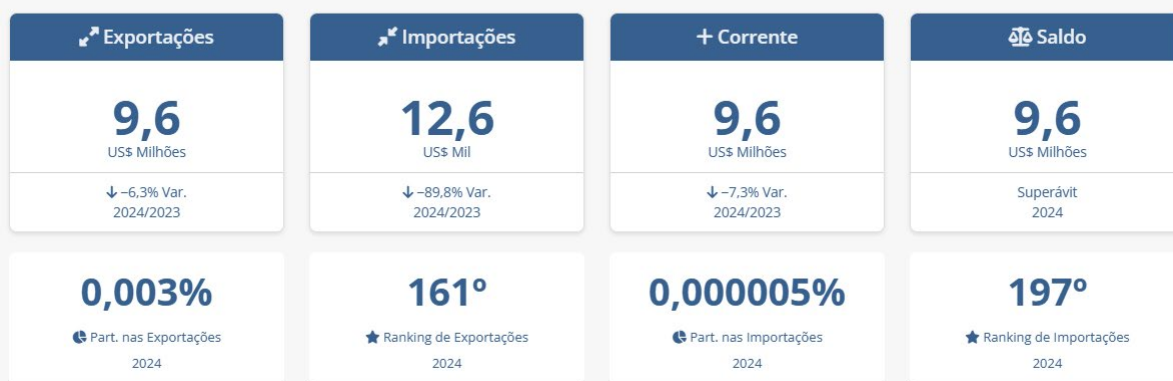 Exportações
9,6
US$ Milhões
−6,3% Var.
2024/2023
Importações
12,6
US$ Mil
−89,8% Var.
2024/2023
Corrente
9,6
US$ Milhões
−7,3% Var.
2024/2023
Saldo
9,6
US$ Milhões
Superávit
2024
0,003%
Part. nas Exportações
2024
161º
Ranking de Exportações
2024
0,000005%
Part. nas Importações
2024
197º
Ranking de Importações
2024